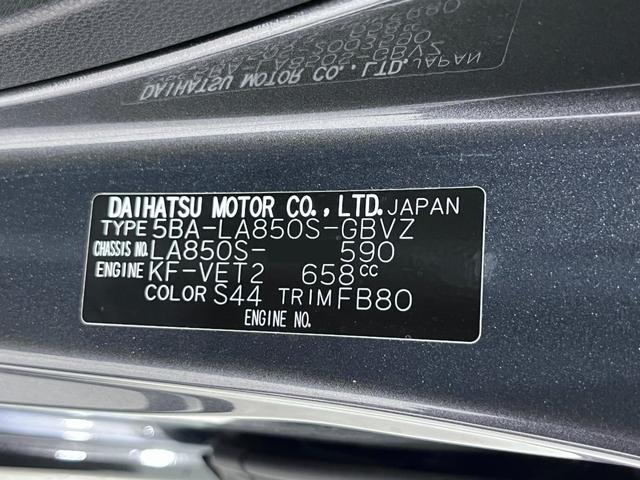 DAIHATSU MOTOR CO., LTD. JAPAN
TYPE 5BA-LA850S-GBVZ
CHASSIS NO. LA850S- 590
ENGINE KF-VET2 658cc
COLOR S44 TRIM FB80
ENGINE NO.